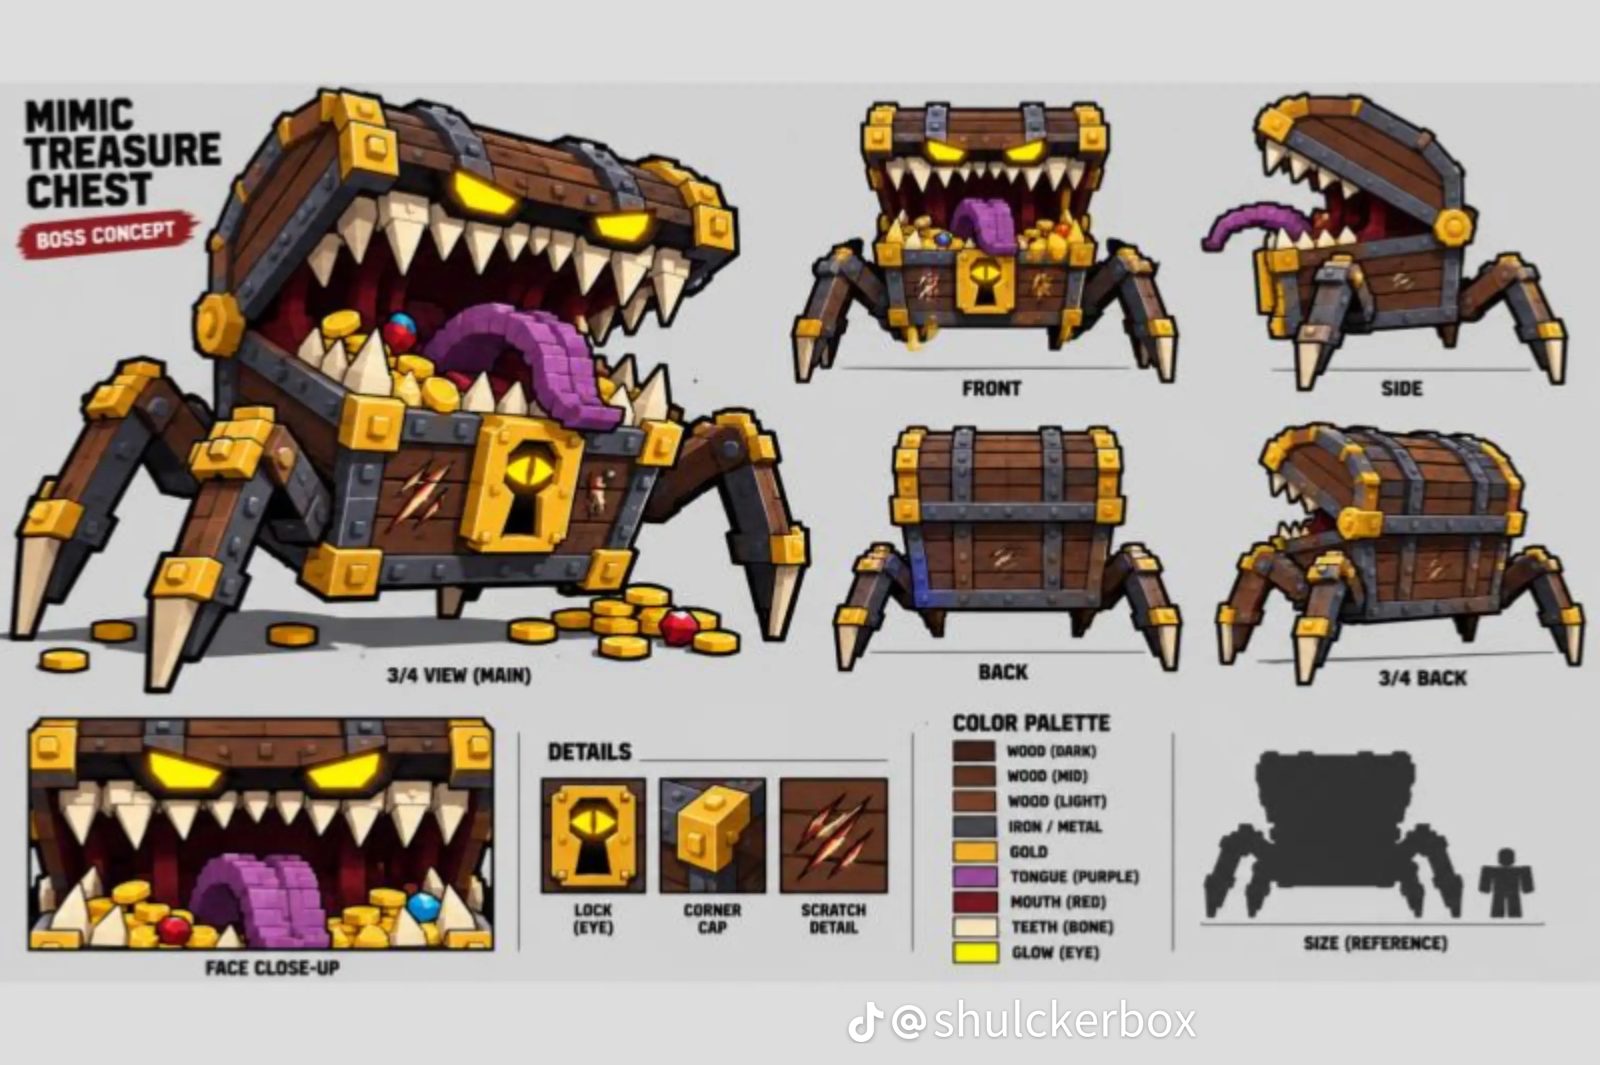 MIMIC
TREASURE
CHEST
BOSS CONCEPT
3/4 VIEW (MAIN)
FRONT
SIDE
BACK
3/4 BACK
FACE CLOSE-UP
DETAILS
LOCK
(EYE)
CORNER
CAP
SCRATCH
DETAIL
COLOR PALETTE
WOOD (DARK)
WOOD (MID)
WOOD (LIGHT)
IRON / METAL
GOLD
TONGUE (PURPLE)
MOUTH (RED)
TEETH (BONE)
GLOW (EYE)
SIZE (REFERENCE)
@shulckerbox